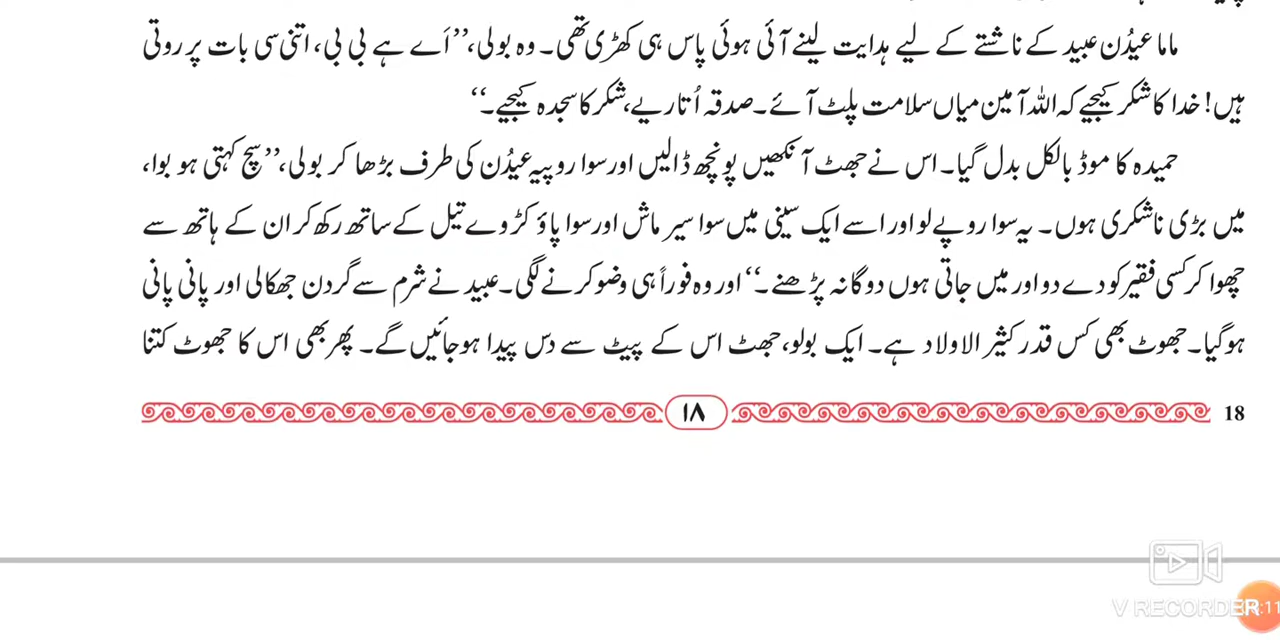 ماما عیدُن عبید کے ناشتے کے لیے ہدایت لینے آئی ہوئی پاس ہی کھڑی تھی۔ وہ بولی، ’’اَے ہے بی بی، اتنی سی بات پر روتی
ہیں! خدا کا شکر کیجیے کہ اللہ آمین میاں سلامت پلٹ آئے۔ صدقہ اُتاریے، شکر کا سجدہ کیجیے۔‘‘
حمیدہ کا موڈ بالکل بدل گیا۔ اس نے جھٹ آنکھیں پونچھ ڈالیں اور سوا روپیہ عیدُن کی طرف بڑھا کر بولی، ’’سچ کہتی ہو بوا،
میں بڑی ناشکری ہوں۔ یہ سوا روپے لو اور اسے ایک سینی میں سوا سیر ماش اور سوا پاؤ کڑوے تیل کے ساتھ رکھ کر ان کے ہاتھ سے
چھوا کر کسی فقیر کو دے دو اور میں جاتی ہوں دوگانہ پڑھنے۔‘‘ اور وہ فوراً ہی وضو کرنے لگی۔ عبید نے شرم سے گردن جھکالی اور پانی پانی
ہوگیا۔ جھوٹ بھی کس قدر کثیر الاولاد ہے۔ ایک بولو، جھٹ اس کے پیٹ سے دس پیدا ہوجائیں گے۔ پھر بھی اس کا جھوٹ کتنا
18 ۱۸
V RECORDER